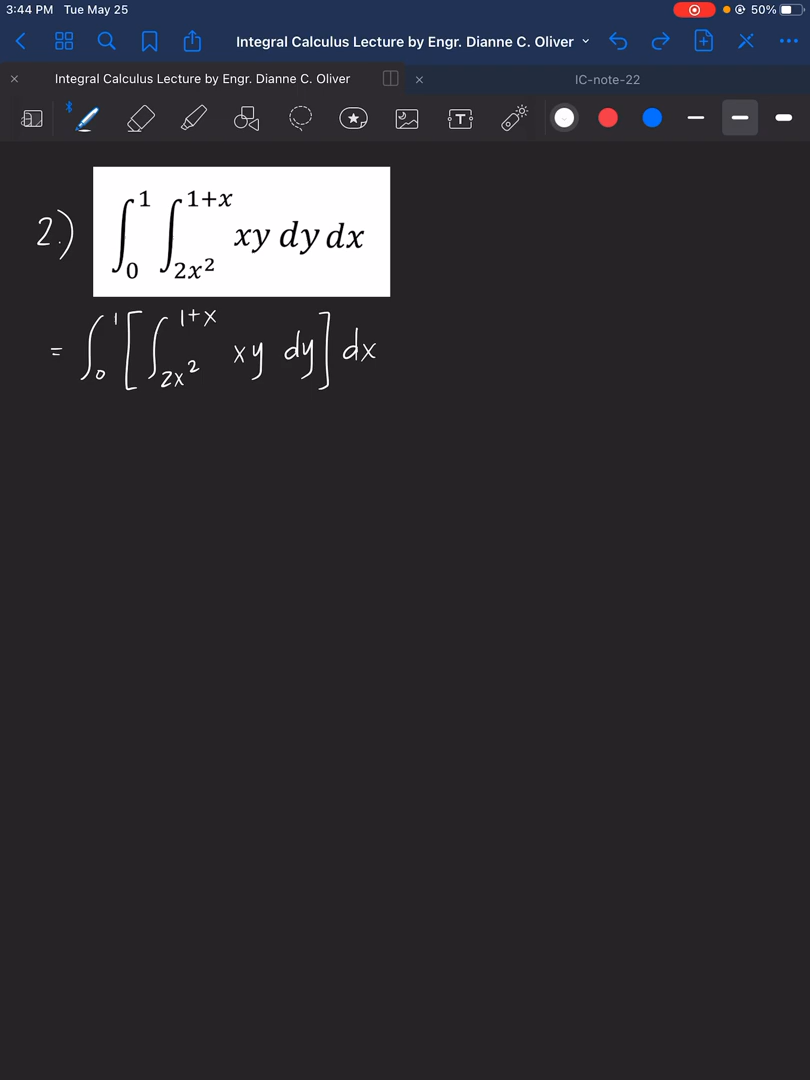 3:44 PM Tue May 25 50%
Integral Calculus Lecture by Engr. Dianne C. Oliver
Integral Calculus Lecture by Engr. Dianne C. Oliver IC-note-22
2.) ∫₀¹ ∫_{2x²}^{1+x} xy dy dx
= ∫₀¹ [ ∫_{2x²}^{1+x} xy dy ] dx